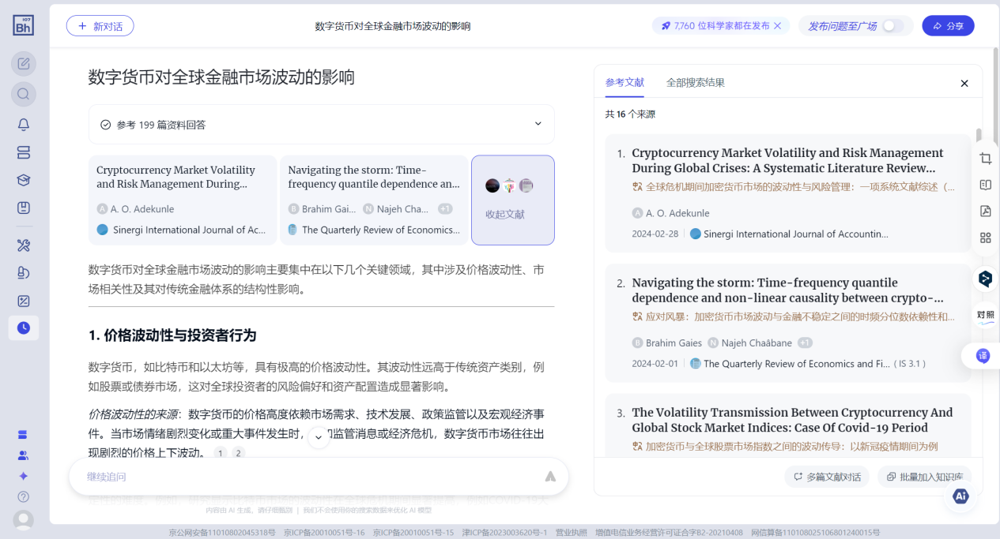 107
Bh
新对话
数字货币对全球金融市场波动的影响
7,760 位科学家都在发布
发布问题至广场
分享
数字货币对全球金融市场波动的影响
参考 199 篇资料回答
Cryptocurrency Market Volatility
and Risk Management During...
A A. O. Adekunle
Sinergi International Journal of Ac...
Navigating the storm: Time-
frequency quantile dependence an...
B Brahim Gai... N Najeh Cha... +1
The Quarterly Review of Economics...
收起文献
数字货币对全球金融市场波动的影响主要集中在以下几个关键领域，其中涉及价格波动性、市
场相关性及其对传统金融体系的结构性影响。
1. 价格波动性与投资者行为
数字货币，如比特币和以太坊等，具有极高的价格波动性。其波动性远高于传统资产类别，例
如股票或债券市场，这对全球投资者的风险偏好和资产配置造成显著影响。
价格波动性的来源：数字货币的价格高度依赖市场需求、技术发展、政策监管以及宏观经济事
件。当市场情绪剧烈变化或重大事件发生时，监管消息或经济危机，数字货币市场往往出
现剧烈的价格上下波动。 1 2
继续追问
内容由 AI 生成，请仔细甄别 | 我们不会使用你的搜索数据来优化 AI 模型
参考文献
全部搜索结果
共 16 个来源
1. Cryptocurrency Market Volatility and Risk Management
During Global Crises: A Systematic Literature Review...
全球危机期间加密货币市场的波动性与风险管理：一项系统文献综述（...
A A. O. Adekunle
2024-02-28 Sinergi International Journal of Accountin...
2. Navigating the storm: Time-frequency quantile
dependence and non-linear causality between crypto-...
应对风暴：加密货币市场波动与金融不稳定之间的时频分位数依赖性和...
B Brahim Gaies N Najeh Chaâbane +1
2024-02-01 The Quarterly Review of Economics and Fi... ( IS 3.1 )
3. The Volatility Transmission Between Cryptocurrency And
Global Stock Market Indices: Case Of Covid-19 Period
加密货币与全球股票市场指数之间的波动传导：以新冠疫情期间为例
多篇文献对话
批量加入知识库
对照
译
Ai
京公网安备11010802045318号 京ICP备20010051号-16 京ICP备20010051号-15 津ICP备2023003620号-1 营业执照 增值电信业务经营许可证合字B2-20210408 网信算备110108025106801240015号